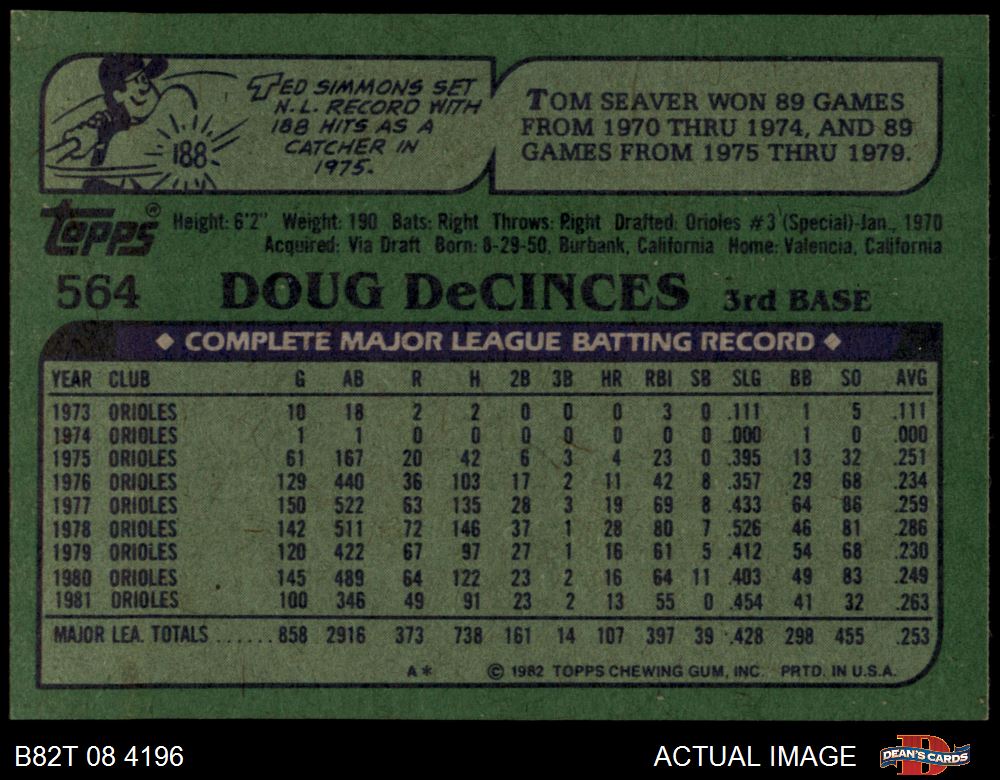 TED SIMMONS SET
N.L. RECORD WITH
188 HITS AS A
CATCHER IN
1975.
188
TOM SEAVER WON 89 GAMES
FROM 1970 THRU 1974, AND 89
GAMES FROM 1975 THRU 1979.
Topps® Height: 6'2" Weight: 190 Bats: Right Throws: Right Drafted: Orioles #3 (Special)-Jan., 1970
Acquired: Via Draft Born: 8-29-50, Burbank, California Home: Valencia, California
564 DOUG DeCINCES 3rd BASE
◆ COMPLETE MAJOR LEAGUE BATTING RECORD ◆
YEAR CLUB G AB R H 2B 3B HR RBI SB SLG BB SO AVG
1973 ORIOLES 10 18 2 2 0 0 0 3 0 .111 1 5 .111
1974 ORIOLES 1 1 0 0 0 0 0 0 0 .000 1 0 .000
1975 ORIOLES 61 167 20 42 6 3 4 23 0 .395 13 32 .251
1976 ORIOLES 129 440 36 103 17 2 11 42 8 .357 29 68 .234
1977 ORIOLES 150 522 63 135 28 3 19 69 8 .433 64 86 .259
1978 ORIOLES 142 511 72 146 37 1 28 80 7 .526 46 81 .286
1979 ORIOLES 120 422 67 97 27 1 16 61 5 .412 54 68 .230
1980 ORIOLES 145 489 64 122 23 2 16 64 11 .403 49 83 .249
1981 ORIOLES 100 346 49 91 23 2 13 55 0 .454 41 32 .263
MAJOR LEA. TOTALS ...... 858 2916 373 738 161 14 107 397 39 .428 298 455 .253
A* © 1982 TOPPS CHEWING GUM, INC. PRTD. IN U.S.A.
B82T 08 4196 ACTUAL IMAGE DEAN'S CARDS